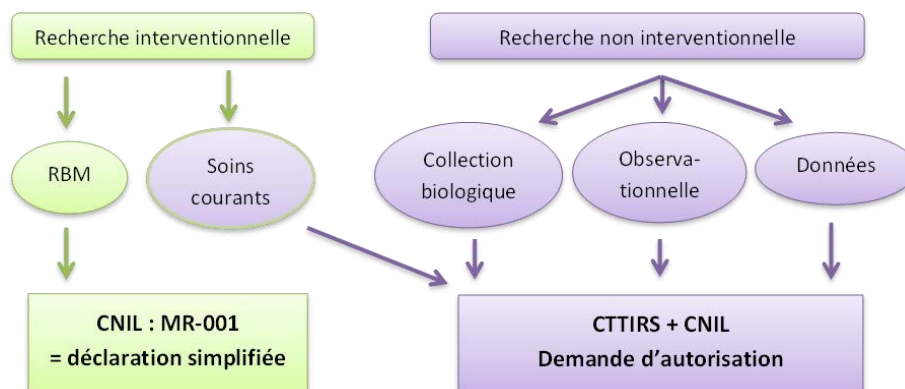 Recherche interventionnelle
Recherche non interventionnelle
RBM
Soins
courants
Collection
biologique
Observa-
tionnelle
Données
CNIL : MR-001
= déclaration simplifiée
CTTIRS + CNIL
Demande d’autorisation